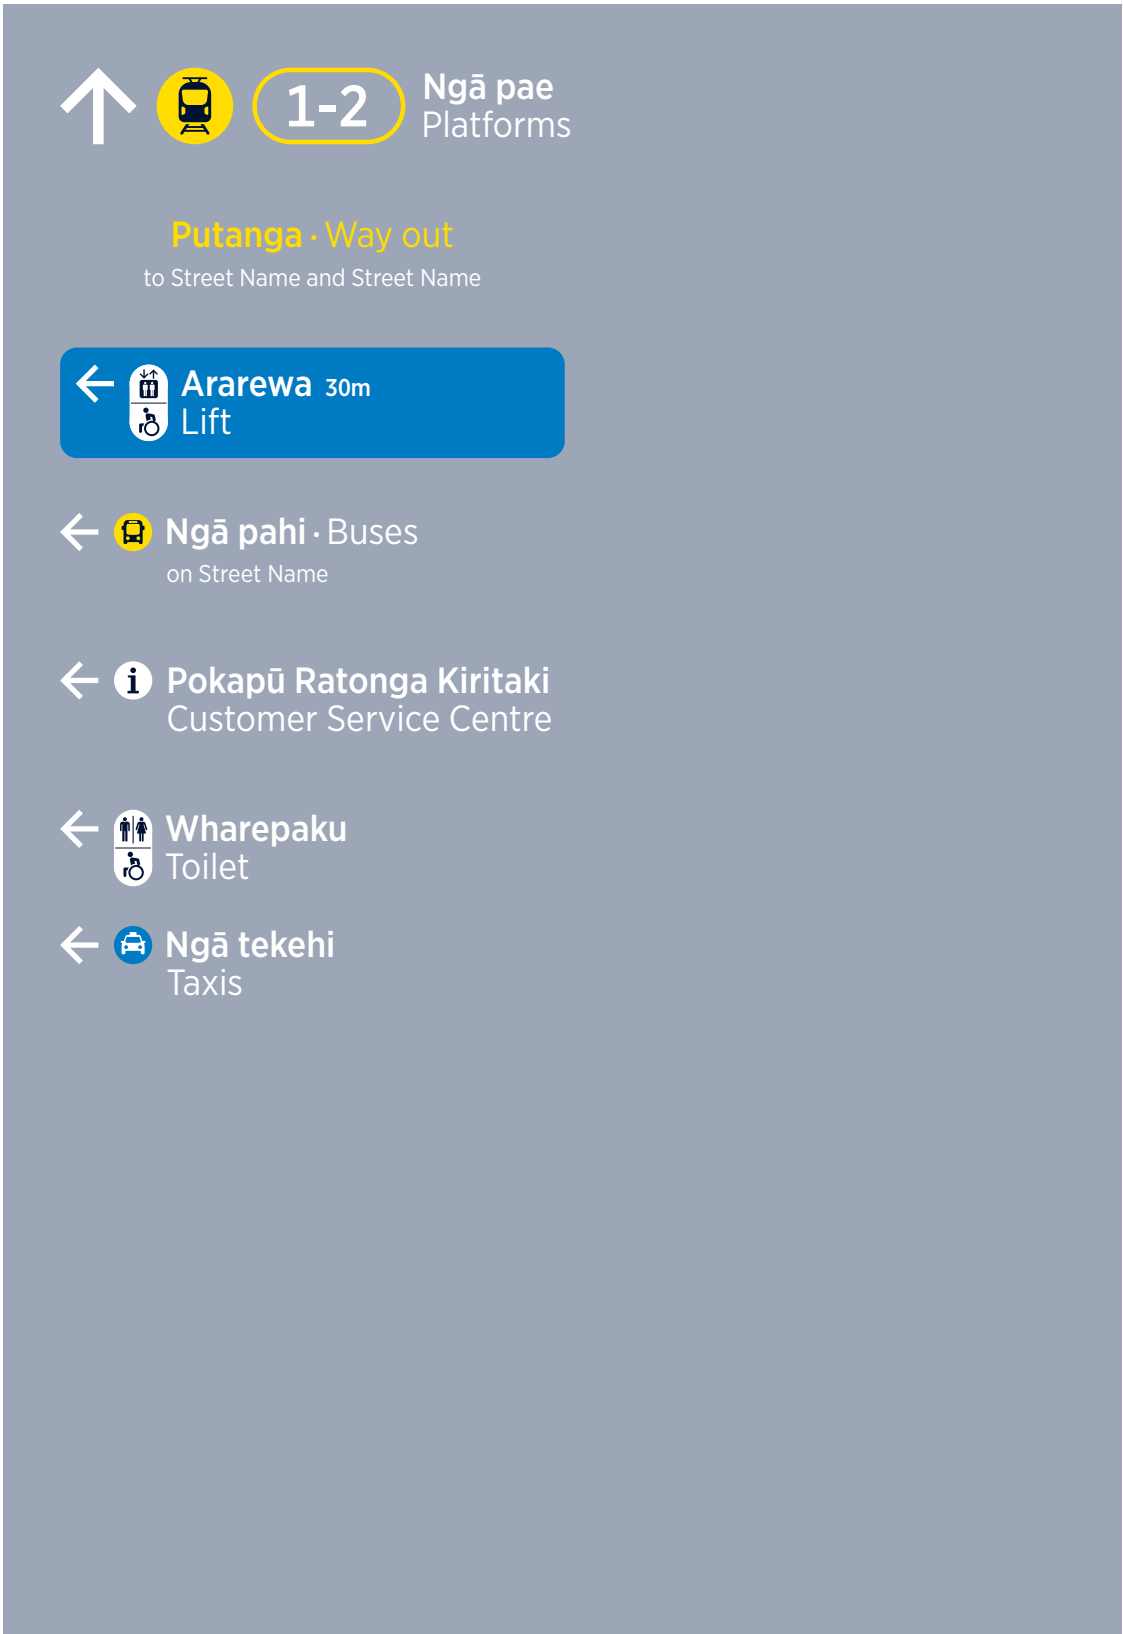 1-2
Ngā pae
Platforms
Putanga · Way out
to Street Name and Street Name
Ararewa 30m
Lift
Ngā pahi · Buses
on Street Name
i
Pokapū Ratonga Kiritaki
Customer Service Centre
Wharepaku
Toilet
Ngā tekehi
Taxis